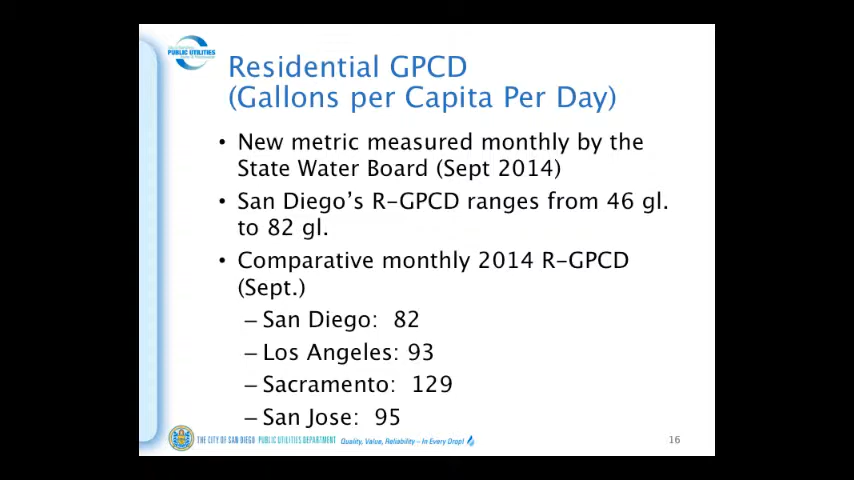 PUBLIC UTILITIES
Residential GPCD
(Gallons per Capita Per Day)
• New metric measured monthly by the
State Water Board (Sept 2014)
• San Diego’s R-GPCD ranges from 46 gl.
to 82 gl.
• Comparative monthly 2014 R-GPCD
(Sept.)
– San Diego: 82
– Los Angeles: 93
– Sacramento: 129
– San Jose: 95
THE CITY OF SAN DIEGO PUBLIC UTILITIES DEPARTMENT Quality, Value, Reliability – In Every Drop!
16